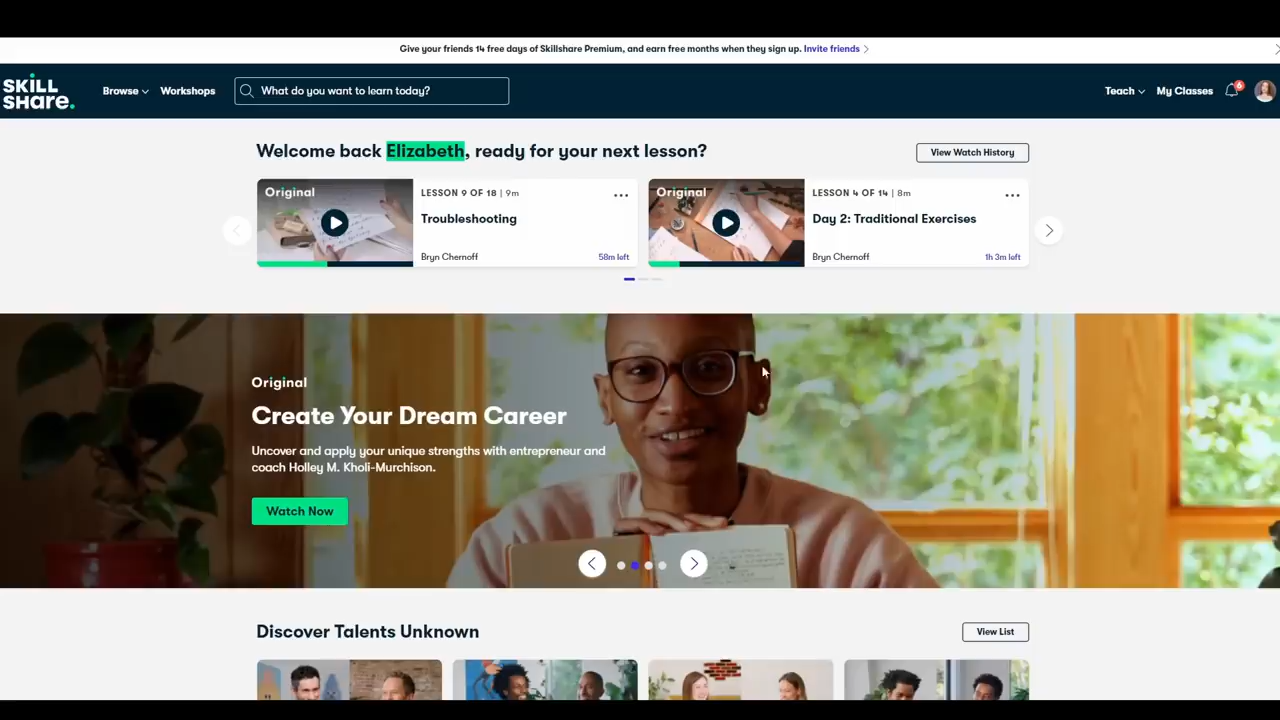 Give your friends 14 free days of Skillshare Premium, and earn free months when they sign up. Invite friends
SKILL
SHare.
Browse
Workshops
What do you want to learn today?
Teach
My Classes
6
Welcome back Elizabeth, ready for your next lesson?
View Watch History
Original
LESSON 9 OF 18 | 9m
Troubleshooting
Bryn Chernoff
58m left
Original
LESSON 4 OF 14 | 8m
Day 2: Traditional Exercises
Bryn Chernoff
1h 3m left
Original
Create Your Dream Career
Uncover and apply your unique strengths with entrepreneur and
coach Holley M. Kholi-Murchison.
Watch Now
Discover Talents Unknown
View List